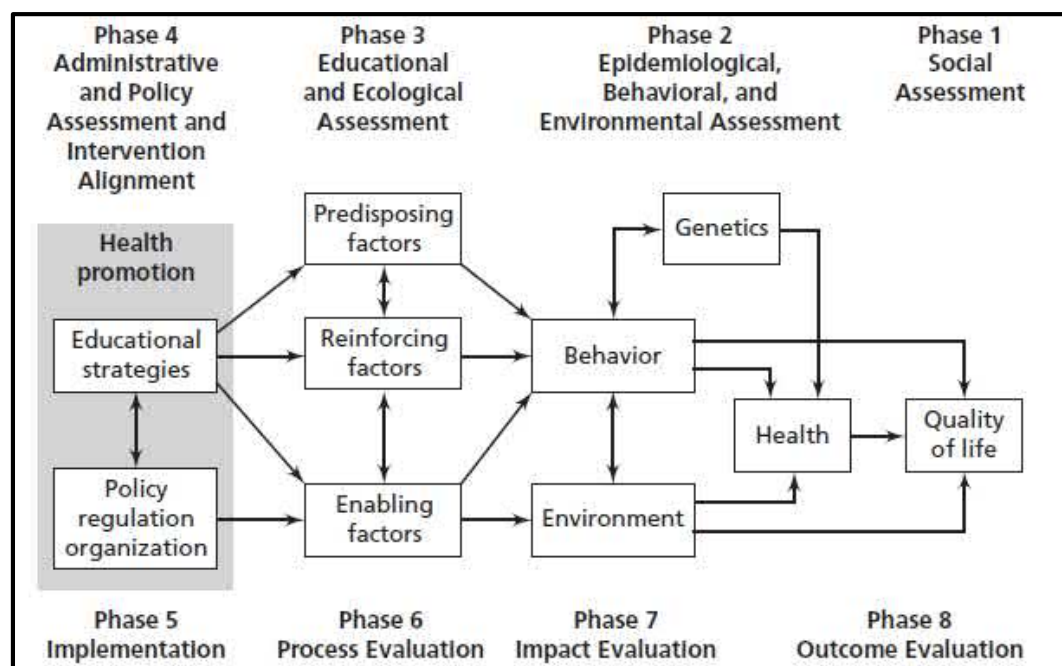 Phase 4
Administrative
and Policy
Assessment and
Intervention
Alignment
Phase 3
Educational
and Ecological
Assessment
Phase 2
Epidemiological,
Behavioral, and
Environmental Assessment
Phase 1
Social
Assessment
Health
promotion
Educational
strategies
Policy
regulation
organization
Predisposing
factors
Reinforcing
factors
Enabling
factors
Genetics
Behavior
Environment
Health
Quality
of life
Phase 5
Implementation
Phase 6
Process Evaluation
Phase 7
Impact Evaluation
Phase 8
Outcome Evaluation